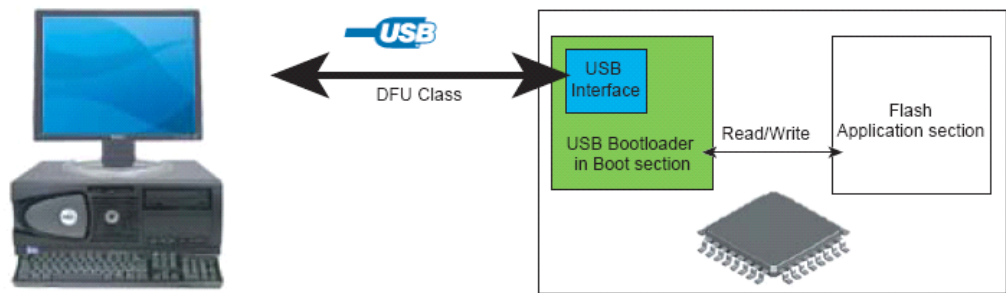 USB
DFU Class
USB
Interface
USB Bootloader
in Boot section
Read/Write
Flash
Application section